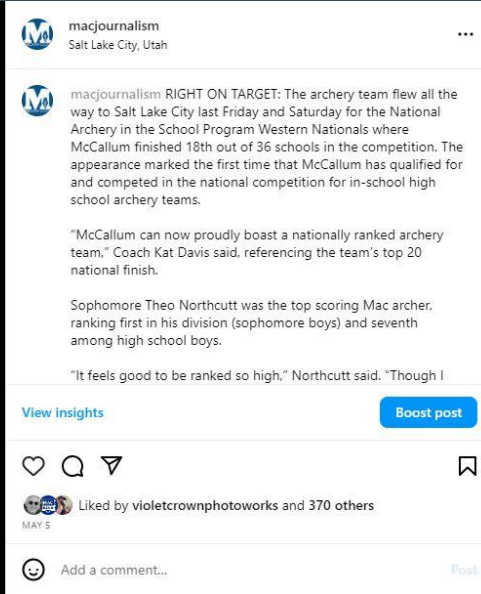 macjournalism
Salt Lake City, Utah
macjournalism RIGHT ON TARGET: The archery team flew all the
way to Salt Lake City last Friday and Saturday for the National
Archery in the School Program Western Nationals where
McCallum finished 18th out of 36 schools in the competition. The
appearance marked the first time that McCallum has qualified for
and competed in the national competition for in-school high
school archery teams.
“McCallum can now proudly boast a nationally ranked archery
team,” Coach Kat Davis said, referencing the team’s top 20
national finish.
Sophomore Theo Northcutt was the top scoring Mac archer,
ranking first in his division (sophomore boys) and seventh
among high school boys.
“It feels good to be ranked so high,” Northcutt said. “Though I
View insights
Boost post
Liked by violetcrownphotoworks and 370 others
MAY 5
Add a comment...
Post